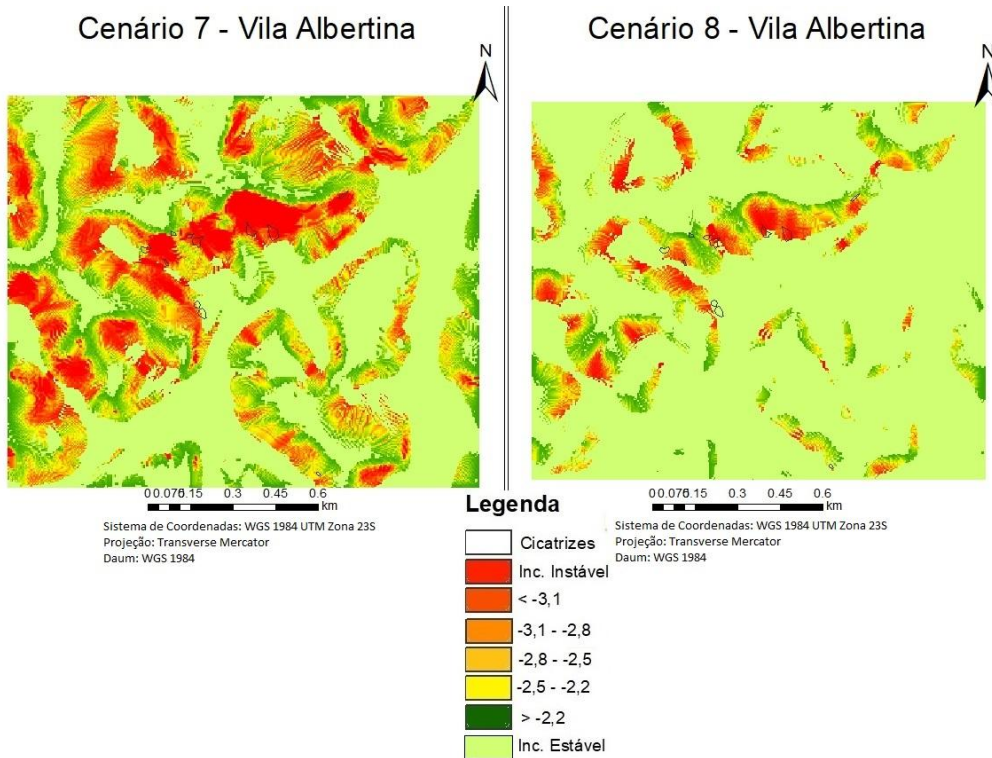 Cenário 7 - Vila Albertina
N
0 0.075 0.15 0.3 0.45 0.6
km
Sistema de Coordenadas: WGS 1984 UTM Zona 23S
Projeção: Transverse Mercator
Daum: WGS 1984
Cenário 8 - Vila Albertina
N
0 0.075 0.15 0.3 0.45 0.6
km
Sistema de Coordenadas: WGS 1984 UTM Zona 23S
Projeção: Transverse Mercator
Daum: WGS 1984
Legenda
Cicatrizes
Inc. Instável
< -3,1
-3,1 - -2,8
-2,8 - -2,5
-2,5 - -2,2
> -2,2
Inc. Estável